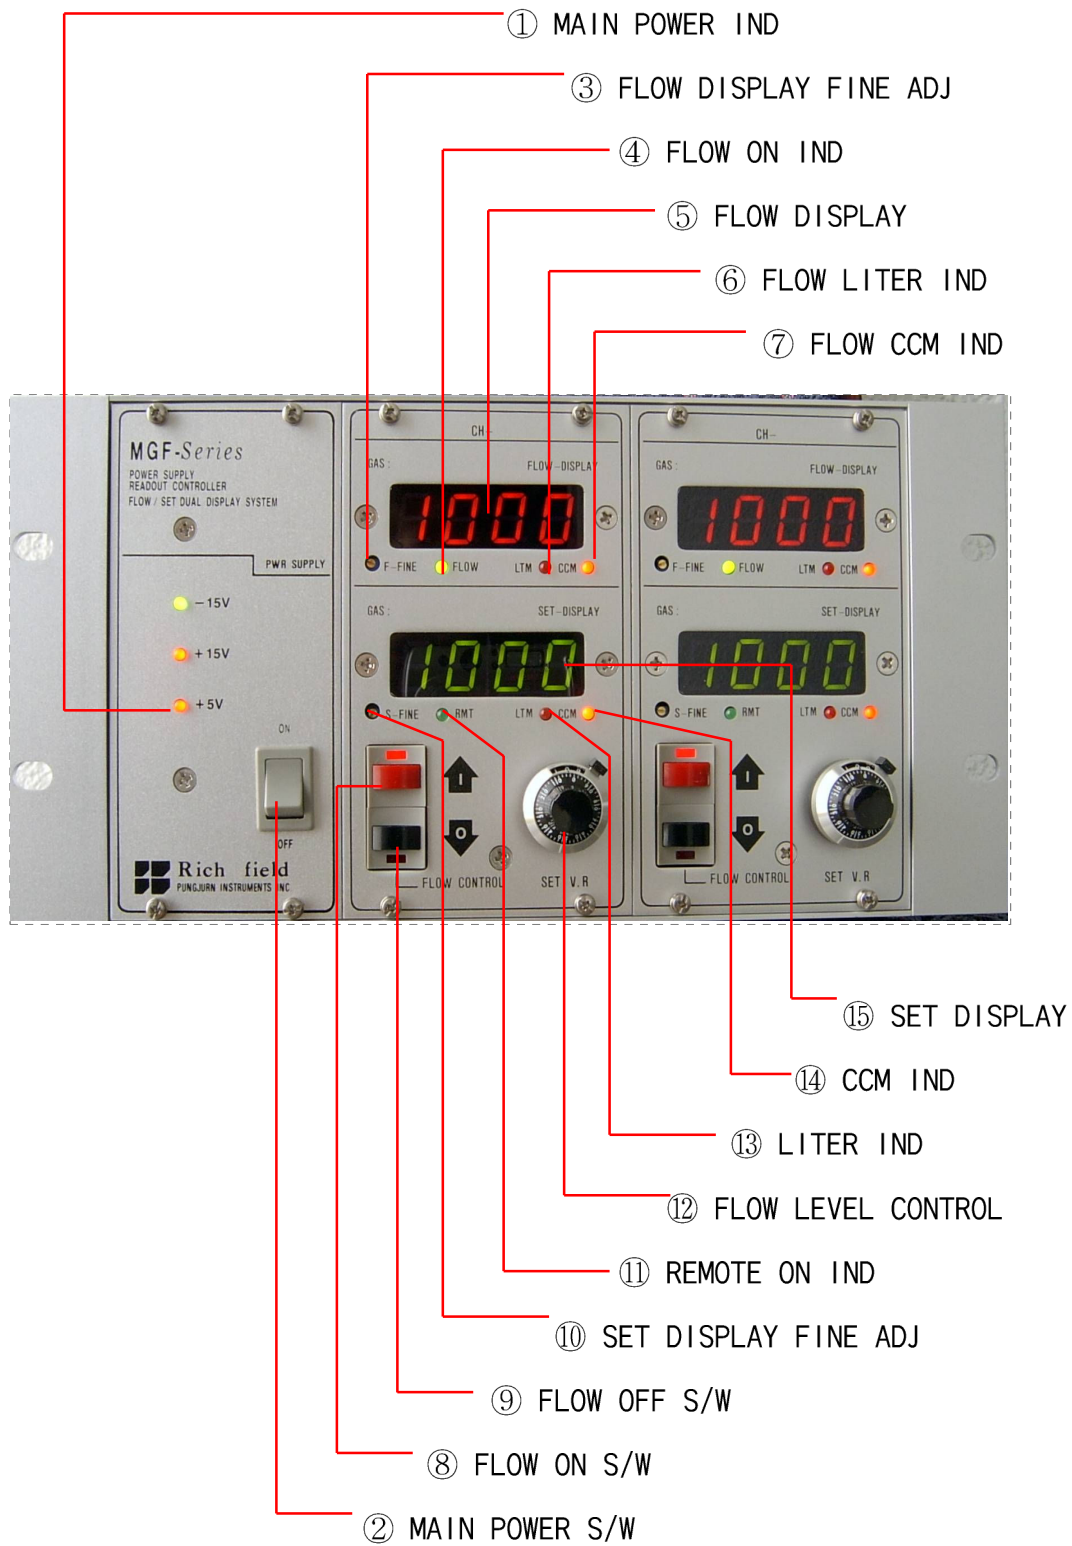 ① MAIN POWER IND
③ FLOW DISPLAY FINE ADJ
④ FLOW ON IND
⑤ FLOW DISPLAY
⑥ FLOW LITER IND
⑦ FLOW CCM IND
MGF-Series
POWER SUPPLY
READOUT CONTROLLER
FLOW / SET DUAL DISPLAY SYSTEM
PWR SUPPLY
-15V
+15V
+5V
ON
OFF
Rich field
PUNGJURN INSTRUMENTS INC
CH-
GAS: FLOW-DISPLAY
1000
F-FINE FLOW LTM CCM
GAS: SET-DISPLAY
1000
S-FINE RMT LTM CCM
I
O
FLOW CONTROL SET V.R
CH-
GAS: FLOW-DISPLAY
1000
F-FINE FLOW LTM CCM
GAS: SET-DISPLAY
1000
S-FINE RMT LTM CCM
I
O
FLOW CONTROL SET V.R
⑮ SET DISPLAY
⑭ CCM IND
⑬ LITER IND
⑫ FLOW LEVEL CONTROL
⑪ REMOTE ON IND
⑩ SET DISPLAY FINE ADJ
⑨ FLOW OFF S/W
⑧ FLOW ON S/W
② MAIN POWER S/W